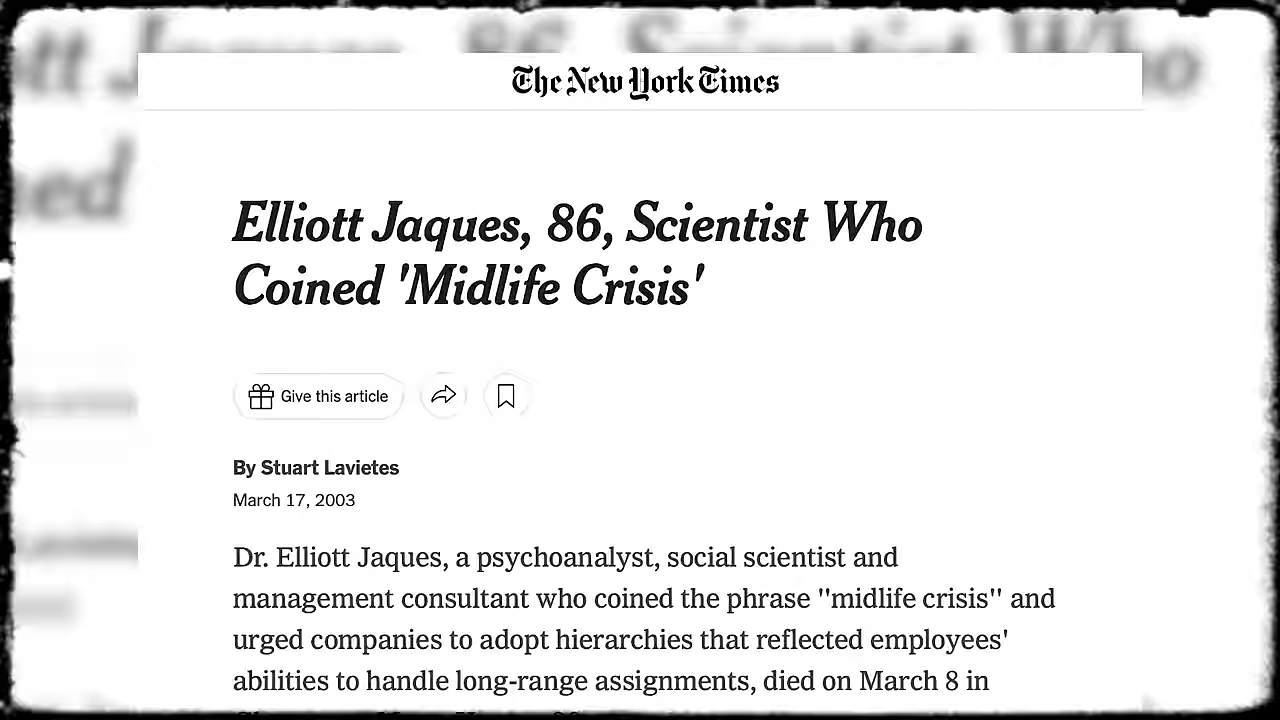 The New York Times
Elliott Jaques, 86, Scientist Who
Coined 'Midlife Crisis'
Give this article
By Stuart Lavietes
March 17, 2003
Dr. Elliott Jaques, a psychoanalyst, social scientist and
management consultant who coined the phrase "midlife crisis" and
urged companies to adopt hierarchies that reflected employees'
abilities to handle long-range assignments, died on March 8 in